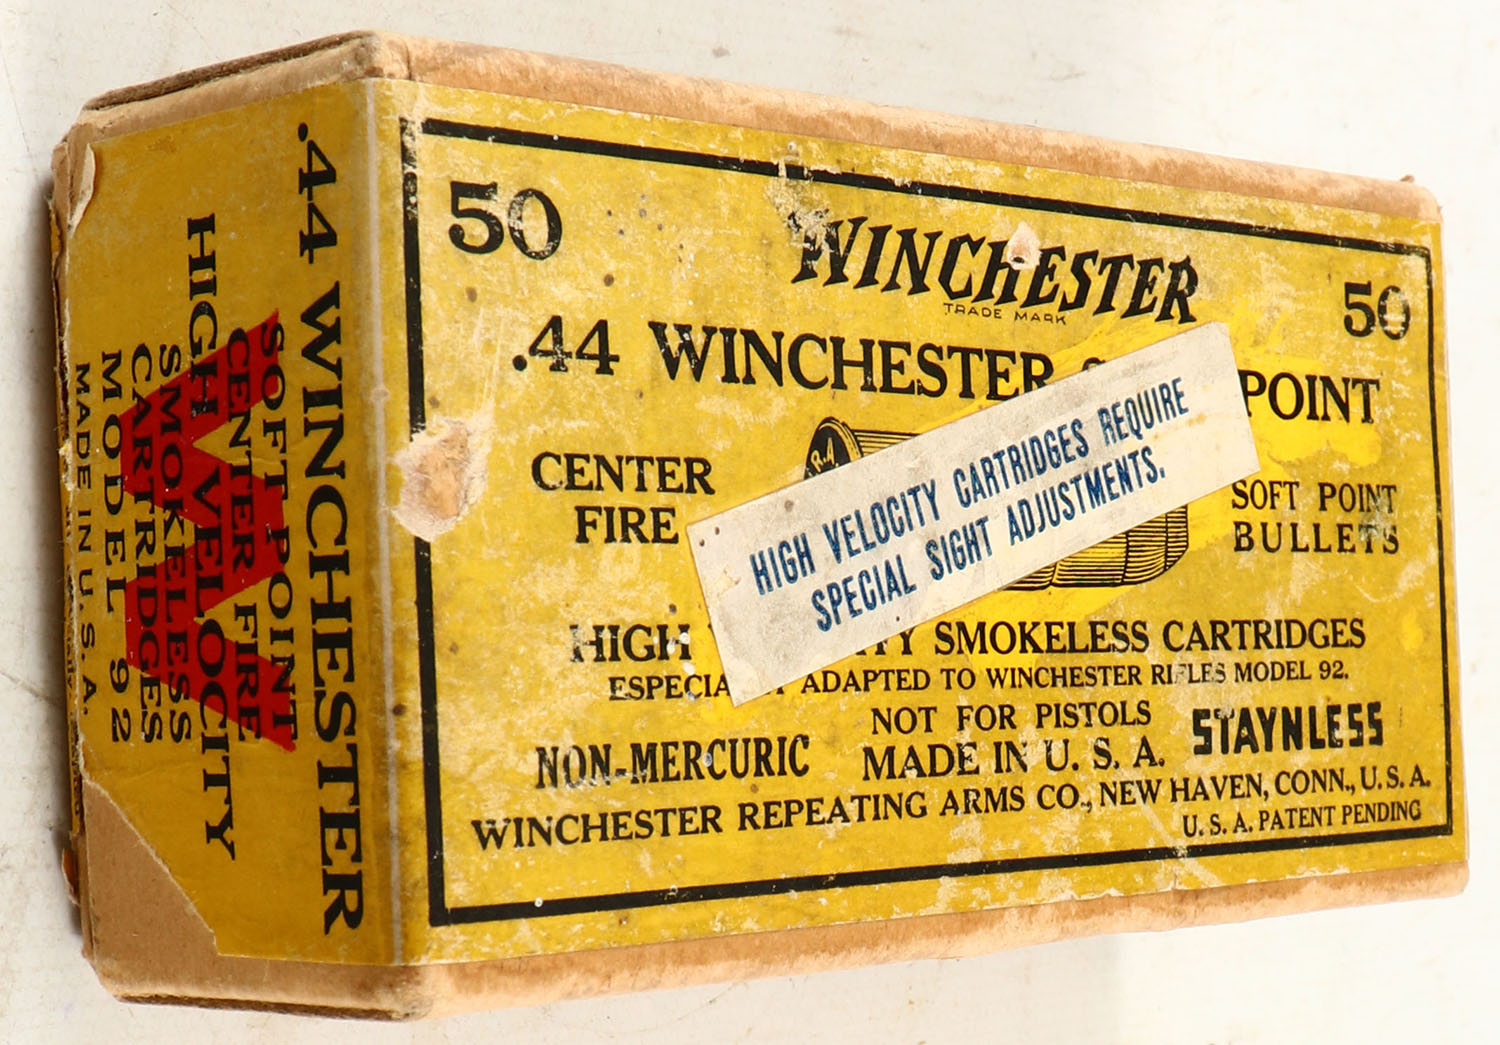 50
WINCHESTER
TRADE MARK
50
.44 WINCHESTER POINT
CENTER
FIRE
SOFT POINT
BULLETS
HIGH VELOCITY CARTRIDGES REQUIRE
SPECIAL SIGHT ADJUSTMENTS.
HIGH SMOKELESS CARTRIDGES
ADAPTED TO WINCHESTER RIFLES MODEL 92.
NOT FOR PISTOLS
NON-MERCURIC
MADE IN U. S. A.
STAYNLESS
WINCHESTER REPEATING ARMS CO., NEW HAVEN, CONN., U. S. A.
U. S. A. PATENT PENDING
.44 WINCHESTER
SOFT POINT
CENTER FIRE
HIGH VELOCITY
SMOKELESS
CARTRIDGES
MODEL 92
MADE IN U. S. A.